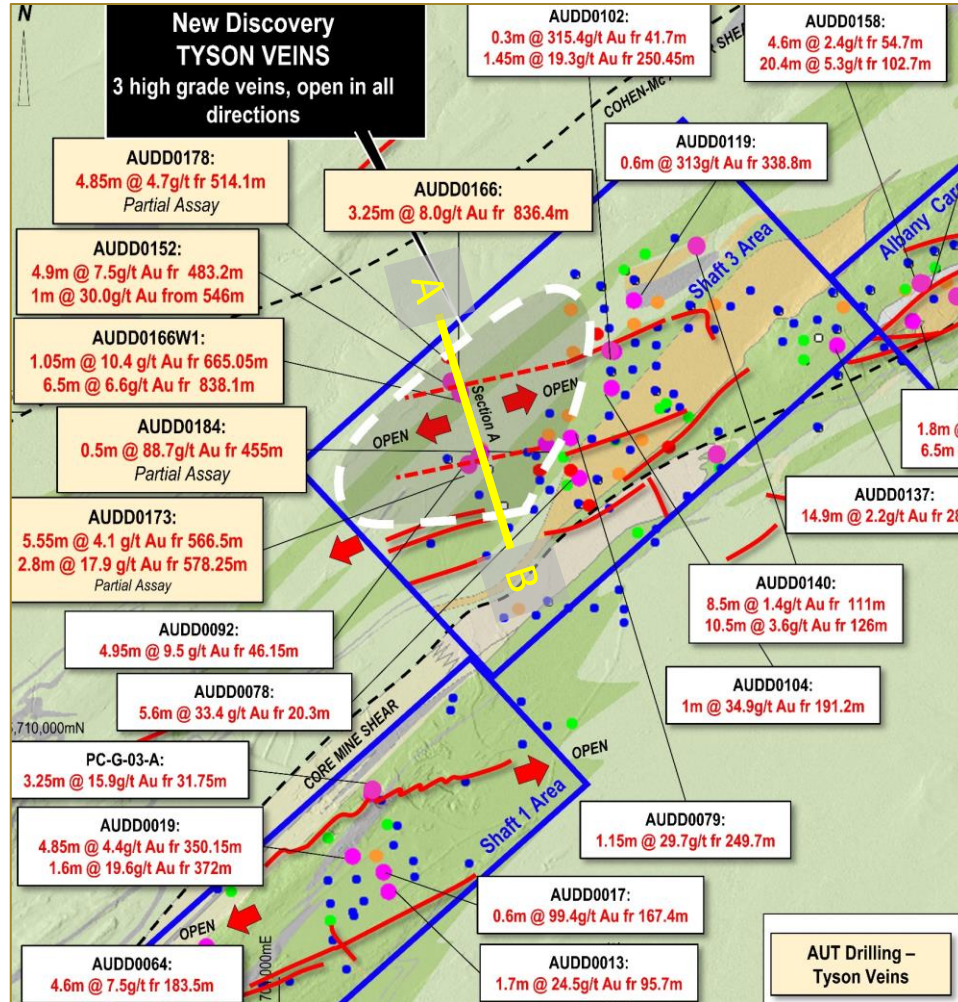 N
New Discovery
TYSON VEINS
3 high grade veins, open in all
directions
AUDD0102:
0.3m @ 315.4g/t Au fr 41.7m
1.45m @ 19.3g/t Au fr 250.45m
AUDD0158:
4.6m @ 2.4g/t fr 54.7m
20.4m @ 5.3g/t fr 102.7m
SHEAR
AUDD0178:
4.85m @ 4.7g/t fr 514.1m
Partial Assay
AUDD0166:
3.25m @ 8.0g/t Au fr 836.4m
AUDD0119:
0.6m @ 313g/t Au fr 338.8m
AUDD0152:
4.9m @ 7.5g/t Au fr 483.2m
1m @ 30.0g/t Au from 546m
A
Shaft 3 Area
Albany
AUDD0166W1:
1.05m @ 10.4 g/t Au fr 665.05m
6.5m @ 6.6g/t Au fr 838.1m
Section A
OPEN
OPEN
AUDD0184:
0.5m @ 88.7g/t Au fr 455m
Partial Assay
1.8m @
6.5m
AUDD0173:
5.55m @ 4.1 g/t Au fr 566.5m
2.8m @ 17.9 g/t Au fr 578.25m
Partial Assay
AUDD0137:
14.9m @ 2.2g/t Au fr 28
B
AUDD0092:
4.95m @ 9.5 g/t Au fr 46.15m
AUDD0140:
8.5m @ 1.4g/t Au fr 111m
10.5m @ 3.6g/t Au fr 126m
AUDD0078:
5.6m @ 33.4 g/t Au fr 20.3m
AUDD0104:
1m @ 34.9g/t Au fr 191.2m
,710,000mN
CORE MINE SHEAR
OPEN
PC-G-03-A:
3.25m @ 15.9g/t Au fr 31.75m
Shaft 1 Area
AUDD0019:
4.85m @ 4.4g/t Au fr 350.15m
1.6m @ 19.6g/t Au fr 372m
AUDD0079:
1.15m @ 29.7g/t Au fr 249.7m
AUDD0017:
0.6m @ 99.4g/t Au fr 167.4m
OPEN
AUDD0064:
4.6m @ 7.5g/t fr 183.5m
AUDD0013:
1.7m @ 24.5g/t Au fr 95.7m
AUT Drilling –
Tyson Veins